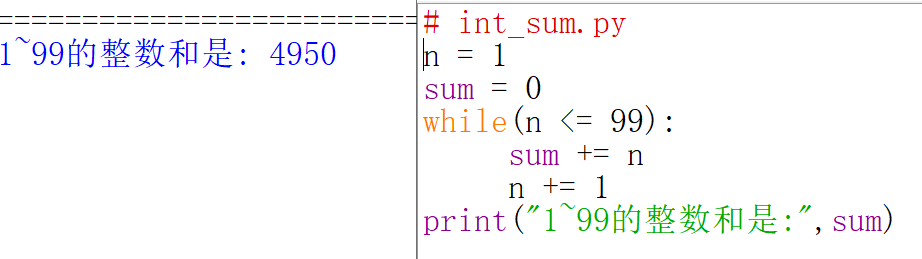 ================================
1~99的整数和是: 4950
# int_sum.py
n = 1
sum = 0
while(n <= 99):
     sum += n
     n += 1
print("1~99的整数和是:",sum)